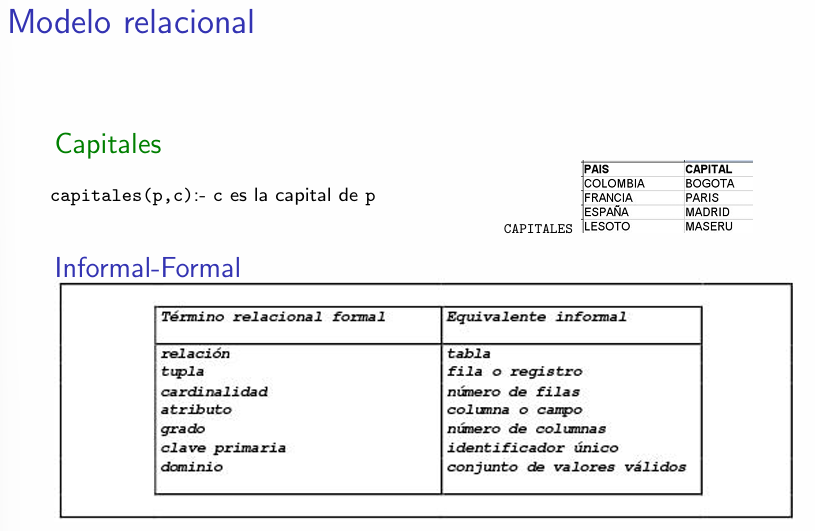 Modelo relacional
Capitales
capitales(p,c):- c es la capital de p
CAPITALES
PAIS CAPITAL
COLOMBIA BOGOTA
FRANCIA PARIS
ESPAÑA MADRID
LESOTO MASERU
Informal-Formal
Término relacional formal Equivalente informal
relación tabla
tupla fila o registro
cardinalidad número de filas
atributo columna o campo
grado número de columnas
clave primaria identificador único
dominio conjunto de valores válidos